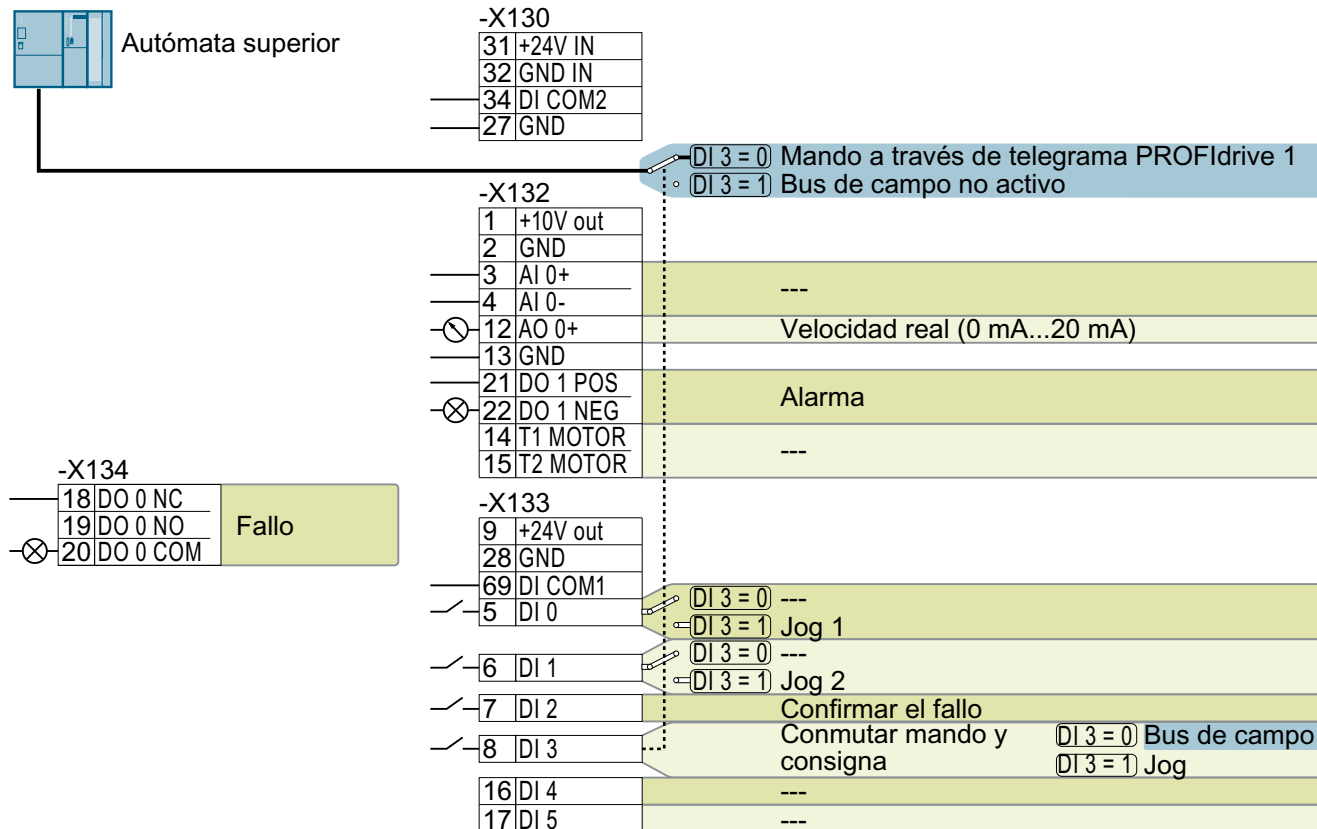 Autómata superior
-X130
31 +24V IN
32 GND IN
34 DI COM2
27 GND
DI 3 = 0 Mando a través de telegrama PROFIdrive 1
DI 3 = 1 Bus de campo no activo
-X132
1 +10V out
2 GND
3 AI 0+
4 AI 0-
---
12 AO 0+ Velocidad real (0 mA...20 mA)
13 GND
21 DO 1 POS
22 DO 1 NEG
Alarma
14 T1 MOTOR
15 T2 MOTOR
---
-X134
18 DO 0 NC
19 DO 0 NO
20 DO 0 COM
Fallo
-X133
9 +24V out
28 GND
69 DI COM1
5 DI 0
DI 3 = 0 ---
DI 3 = 1 Jog 1
6 DI 1
DI 3 = 0 ---
DI 3 = 1 Jog 2
7 DI 2 Confirmar el fallo
8 DI 3
Conmutar mando y
consigna
DI 3 = 0 Bus de campo
DI 3 = 1 Jog
16 DI 4 ---
17 DI 5 ---